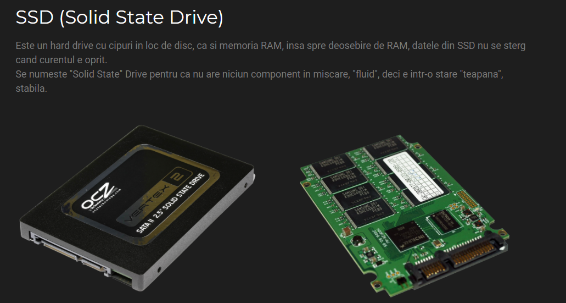 SSD (Solid State Drive)
Este un hard drive cu cipuri in loc de disc, ca si memoria RAM, insa spre deosebire de RAM, datele din SSD nu se sterg
cand curentul e oprit.
Se numeste "Solid State" Drive pentru ca nu are niciun component in miscare, "fluid", deci e intr-o stare "teapana",
stabila.
OCZ
VERTEX 2
SATA II 2.5" SOLID STATE DRIVE